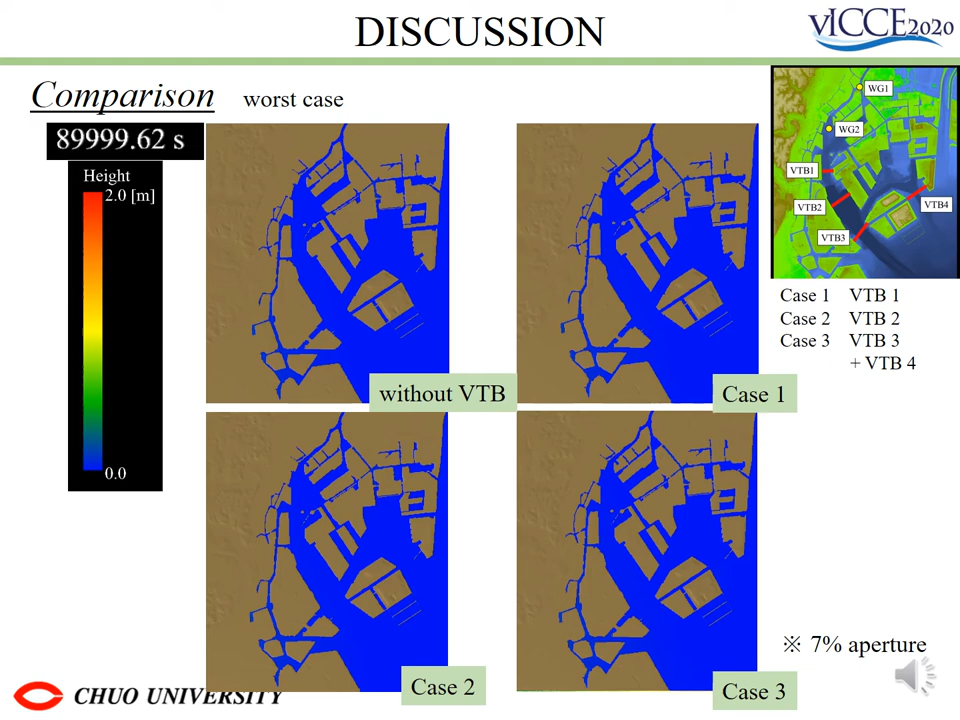 DISCUSSION
vICCE2020
Comparison worst case
89999.62 s
Height
2.0 [m]
0.0
WG1
WG2
VTB1
VTB2
VTB3
VTB4
Case 1 VTB 1
Case 2 VTB 2
Case 3 VTB 3
+ VTB 4
without VTB
Case 1
Case 2
Case 3
※ 7% aperture
CHUO UNIVERSITY